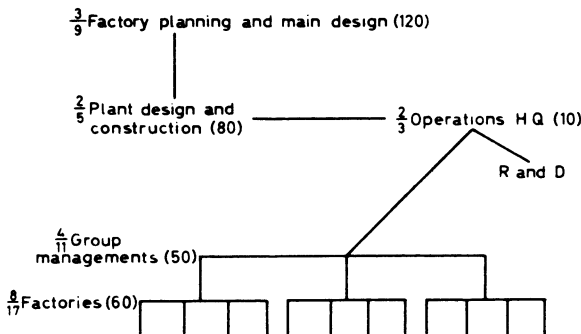 3/9 Factory planning and main design (120)
2/5 Plant design and
construction (80)
2/3 Operations HQ (10)
R and D
4/11 Group
managements (50)
8/17 Factories (60)